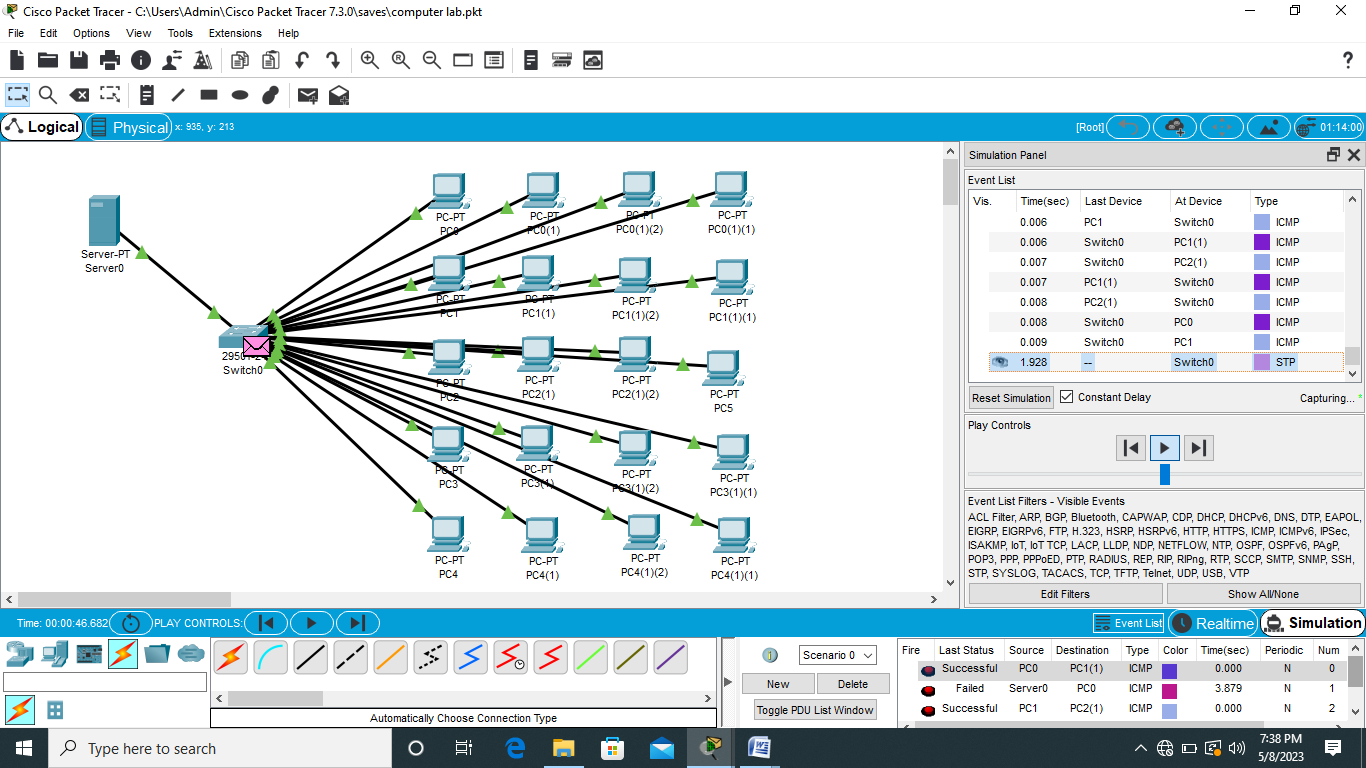 Cisco Packet Tracer - C:\Users\Admin\Cisco Packet Tracer 7.3.0\saves\computer lab.pkt
File Edit Options View Tools Extensions Help
Logical Physical x: 935, y: 213 [Root] 01:14:00
Server-PT
Server0
Switch0
PC-PT PC-PT PC-PT PC-PT
PC0 PC0(1) PC0(1)(2) PC0(1)(1)
PC-PT PC-PT PC-PT PC-PT
PC1 PC1(1) PC1(1)(2) PC1(1)(1)
PC-PT PC-PT PC-PT PC-PT
PC2 PC2(1) PC2(1)(2) PC5
PC-PT PC-PT PC-PT PC-PT
PC3 PC3(1) PC3(1)(2) PC3(1)(1)
PC-PT PC-PT PC-PT PC-PT
PC4 PC4(1) PC4(1)(2) PC4(1)(1)
Simulation Panel
Event List
Vis. Time(sec) Last Device At Device Type
0.006 PC1 Switch0 ICMP
0.006 Switch0 PC1(1) ICMP
0.007 Switch0 PC2(1) ICMP
0.007 PC1(1) Switch0 ICMP
0.008 PC2(1) Switch0 ICMP
0.008 Switch0 PC0 ICMP
0.009 Switch0 PC1 ICMP
1.928 -- Switch0 STP
Reset Simulation Constant Delay Capturing... *
Play Controls
Event List Filters - Visible Events
ACL Filter, ARP, BGP, Bluetooth, CAPWAP, CDP, DHCP, DHCPv6, DNS, DTP, EAPOL,
EIGRP, EIGRPv6, FTP, H.323, HSRP, HSRPv6, HTTP, HTTPS, ICMP, ICMPv6, IPSec,
ISAKMP, IoT, IoT TCP, LACP, LLDP, NDP, NETFLOW, NTP, OSPF, OSPFv6, PAgP,
POP3, PPP, PPPoED, PTP, RADIUS, REP, RIP, RIPng, RTP, SCCP, SMTP, SNMP, SSH,
STP, SYSLOG, TACACS, TCP, TFTP, Telnet, UDP, USB, VTP
Edit Filters Show All/None
Time: 00:00:46.682 PLAY CONTROLS: Event List Realtime Simulation
Automatically Choose Connection Type
Scenario 0
New Delete
Toggle PDU List Window
Fire Last Status Source Destination Type Color Time(sec) Periodic Num
Successful PC0 PC1(1) ICMP 0.000 N 0
Failed Server0 PC0 ICMP 3.879 N 1
Successful PC1 PC2(1) ICMP 0.000 N 2
Type here to search
7:38 PM
5/8/2023